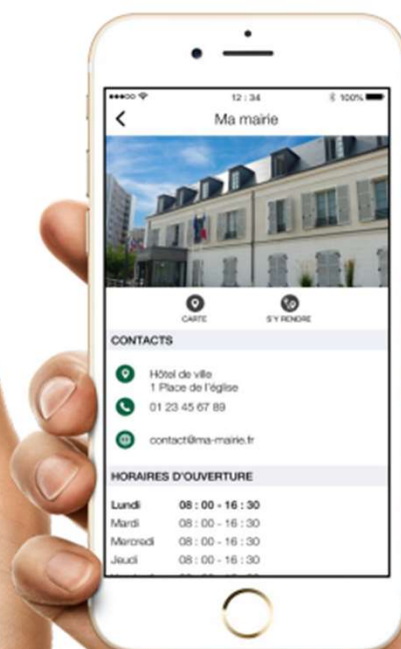 12 : 34
100%
Ma mairie
CARTE
S'Y RENDRE
CONTACTS
Hôtel de ville
1 Place de l'église
01 23 45 67 89
contact@ma-mairie.fr
HORAIRES D'OUVERTURE
Lundi 08 : 00 - 16 : 30
Mardi 08 : 00 - 16 : 30
Mercredi 08 : 00 - 16 : 30
Jeudi 08 : 00 - 16 : 30